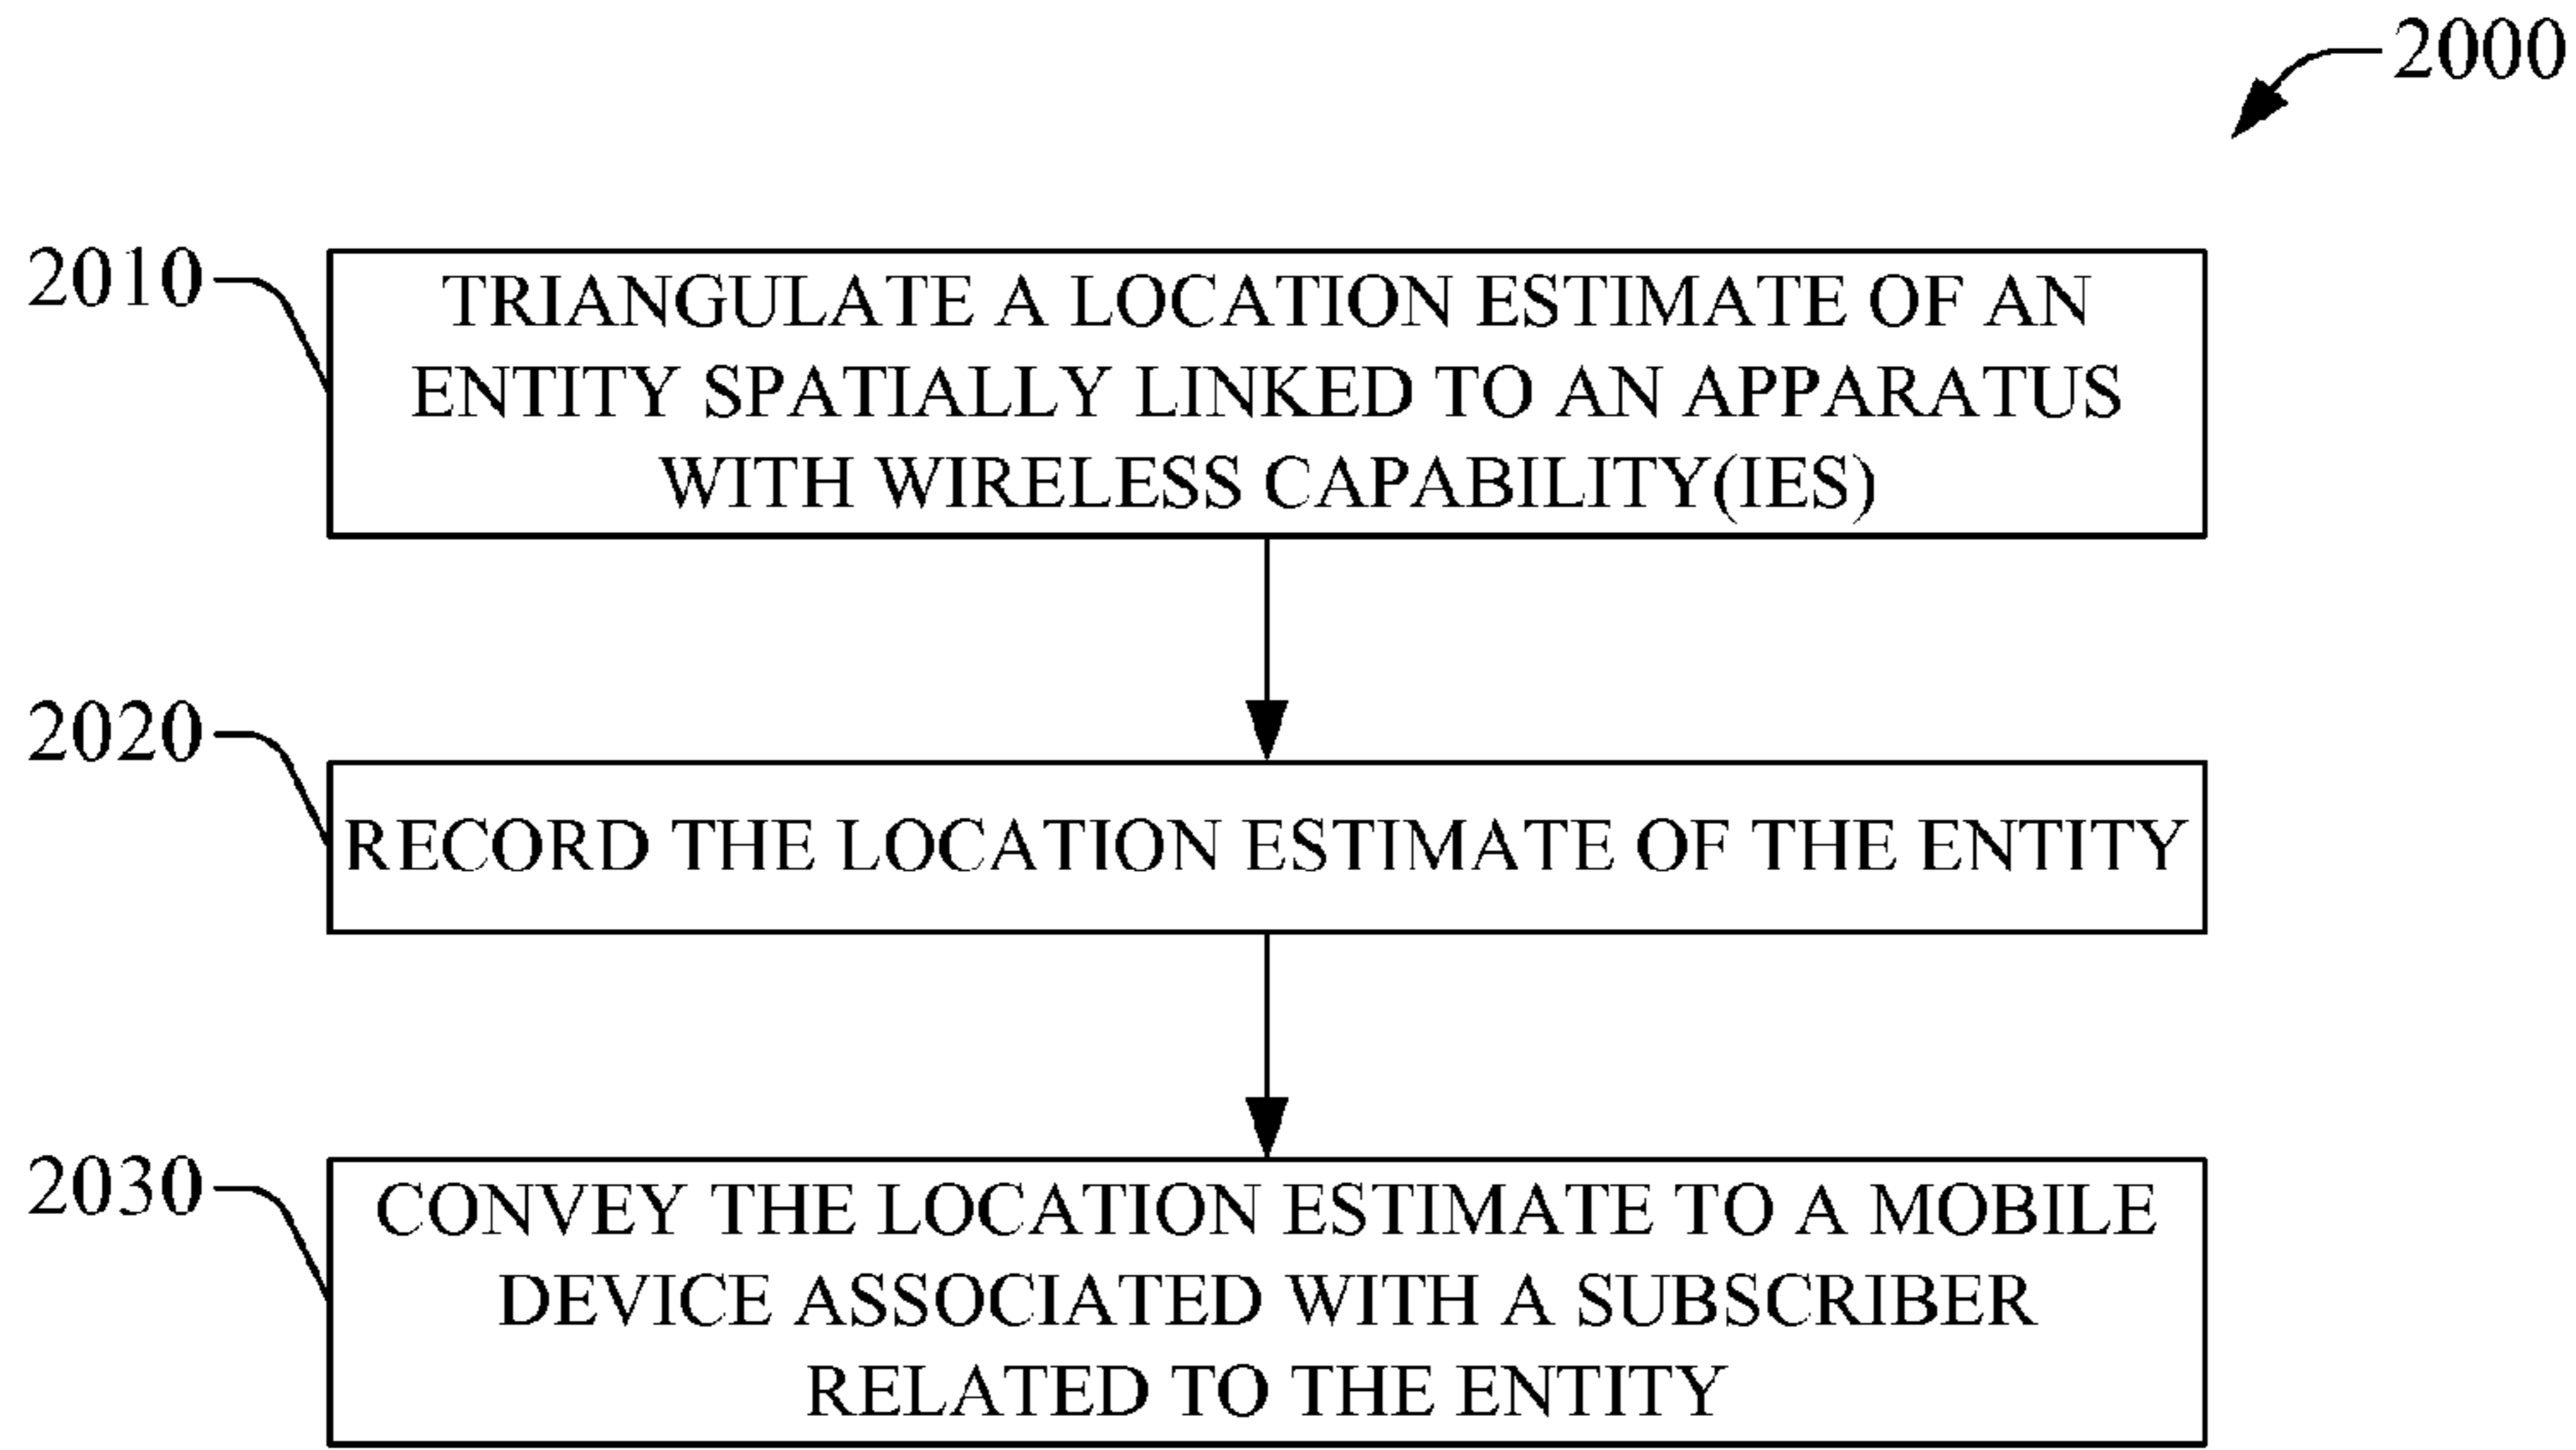 2000
2010
TRIANGULATE A LOCATION ESTIMATE OF AN
ENTITY SPATIALLY LINKED TO AN APPARATUS
WITH WIRELESS CAPABILITY(IES)
2020
RECORD THE LOCATION ESTIMATE OF THE ENTITY
2030
CONVEY THE LOCATION ESTIMATE TO A MOBILE
DEVICE ASSOCIATED WITH A SUBSCRIBER
RELATED TO THE ENTITY